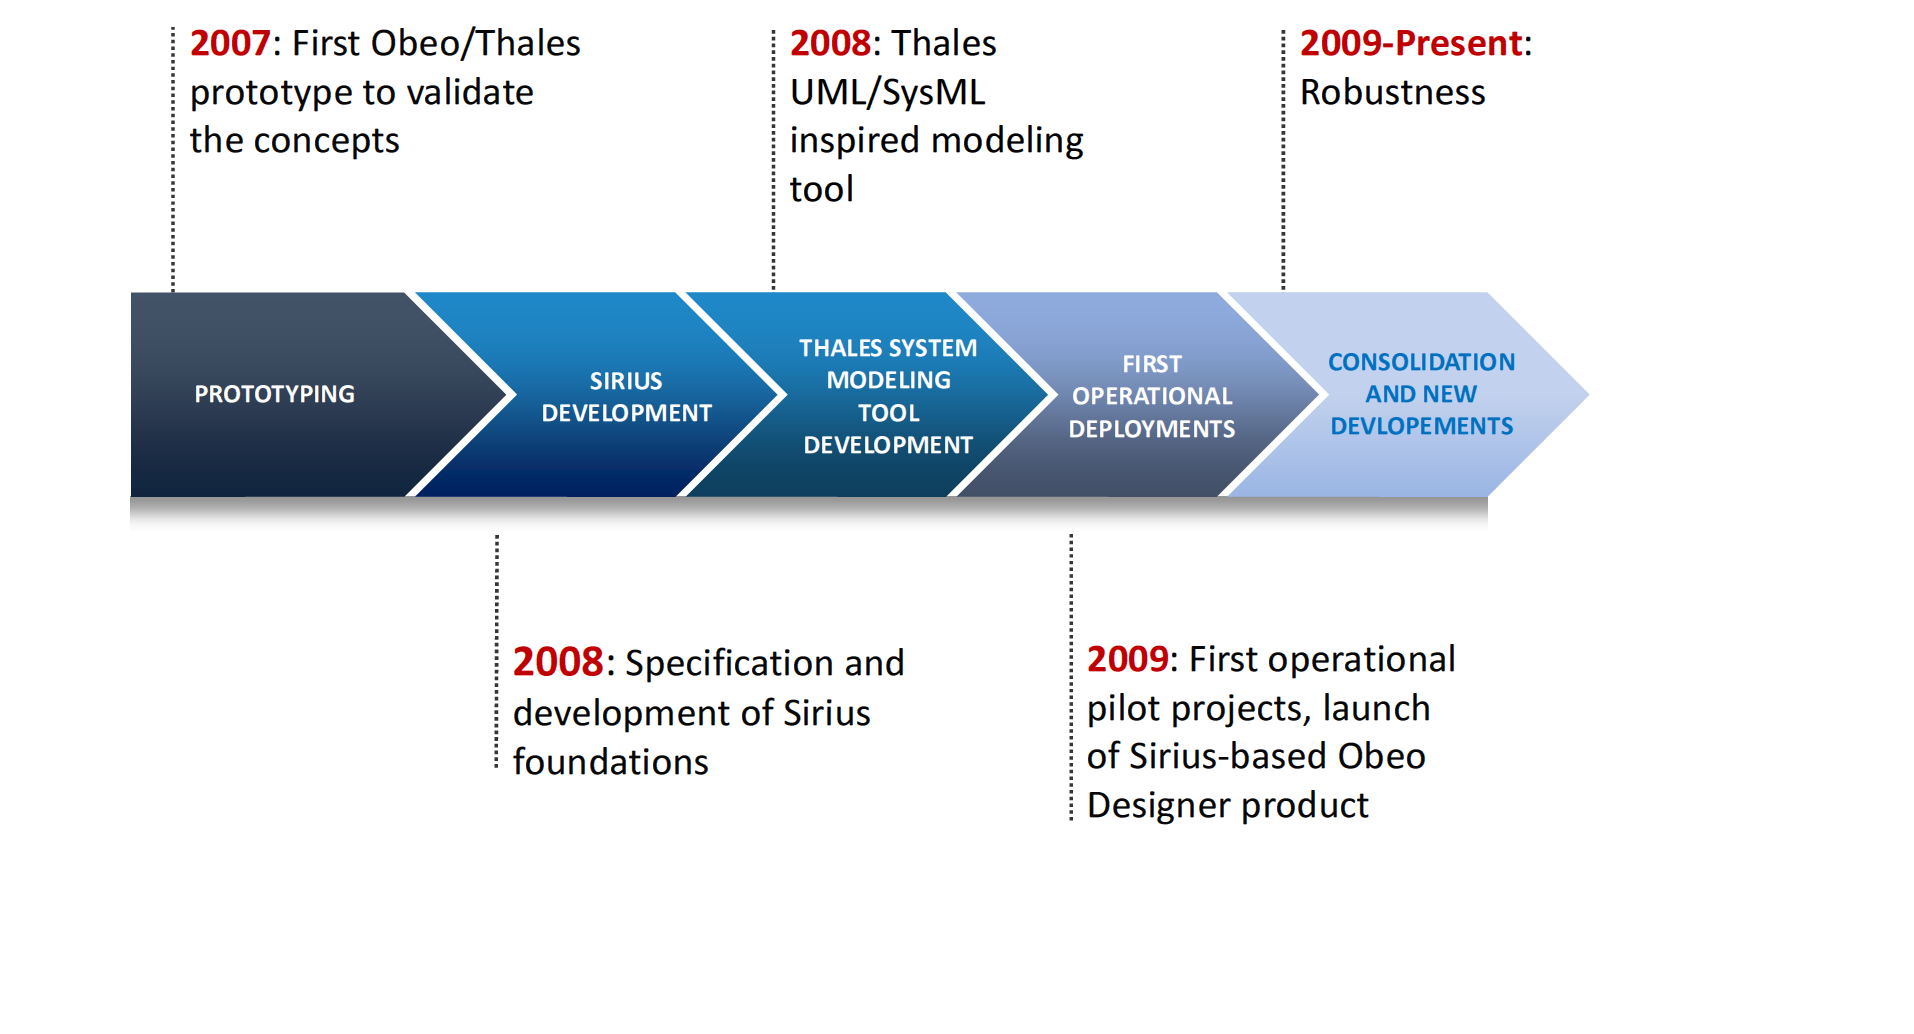 2007: First Obeo/Thales
prototype to validate
the concepts
2008: Thales
UML/SysML
inspired modeling
tool
2009-Present:
Robustness
PROTOTYPING
SIRIUS
DEVELOPMENT
THALES SYSTEM
MODELING
TOOL
DEVELOPMENT
FIRST
OPERATIONAL
DEPLOYMENTS
CONSOLIDATION
AND NEW
DEVLOPEMENTS
2008: Specification and
development of Sirius
foundations
2009: First operational
pilot projects, launch
of Sirius-based Obeo
Designer product